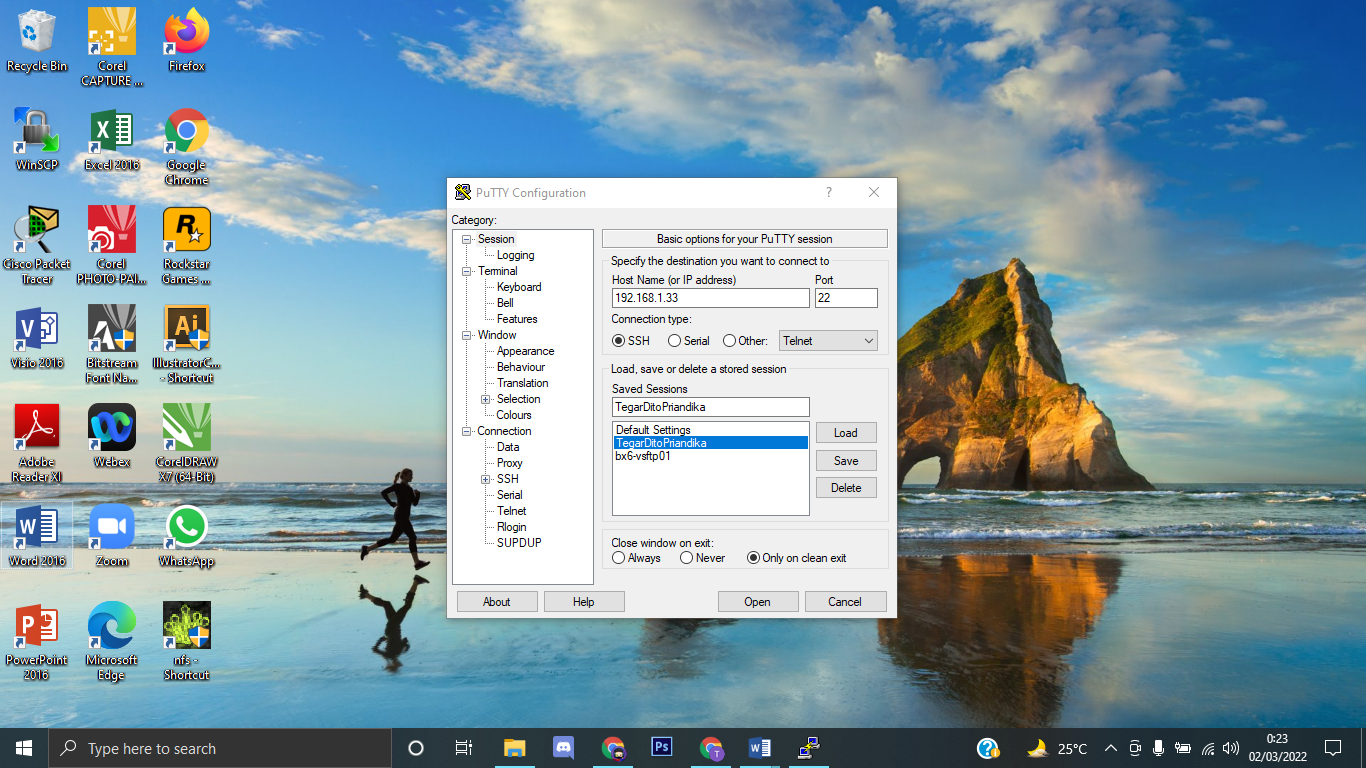 Recycle Bin
Corel
CAPTURE ...
Firefox
WinSCP
Excel 2016
Google
Chrome
Cisco Packet
Tracer
Corel
PHOTO-PAI...
Rockstar
Games ...
Visio 2016
Bitstream
Font Na...
IllustratorC...
- Shortcut
Adobe
Reader XI
Webex
CorelDRAW
X7 (64-Bit)
Word 2016
Zoom
WhatsApp
PowerPoint
2016
Microsoft
Edge
nfs -
Shortcut
PuTTY Configuration
?
Category:
Session
Logging
Terminal
Keyboard
Bell
Features
Window
Appearance
Behaviour
Translation
Selection
Colours
Connection
Data
Proxy
SSH
Serial
Telnet
Rlogin
SUPDUP
Basic options for your PuTTY session
Specify the destination you want to connect to
Host Name (or IP address)
Port
192.168.1.33
22
Connection type:
SSH
Serial
Other:
Telnet
Load, save or delete a stored session
Saved Sessions
TegarDitoPriandika
Default Settings
TegarDitoPriandika
bx6-vsftp01
Load
Save
Delete
Close window on exit:
Always
Never
Only on clean exit
About
Help
Open
Cancel
Type here to search
Ps
T
25°C
0:23
02/03/2022